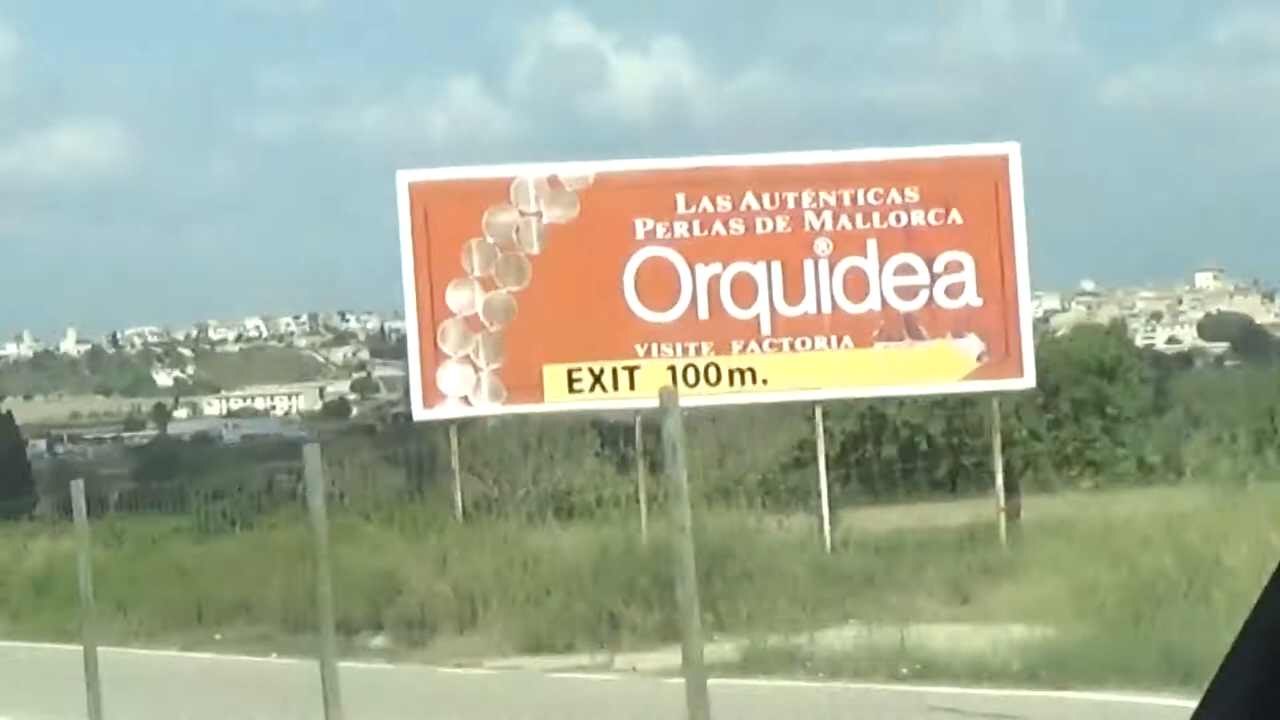 LAS AUTÉNTICAS
PERLAS DE MALLORCA
Orquidea®
VISITE FACTORIA
EXIT 100m.